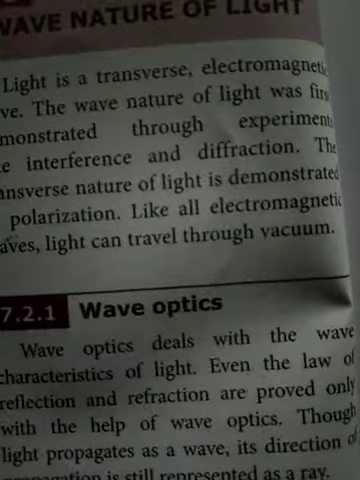 WAVE NATURE OF LIGHT
Light is a transverse, electromagnetic
ve. The wave nature of light was firs
monstrated through experiment
e interference and diffraction. The
ansverse nature of light is demonstrated
polarization. Like all electromagnetic
aves, light can travel through vacuum.
7.2.1 Wave optics
Wave optics deals with the wave
characteristics of light. Even the law of
reflection and refraction are proved only
with the help of wave optics. Though
light propagates as a wave, its direction of
propagation is still represented as a ray.